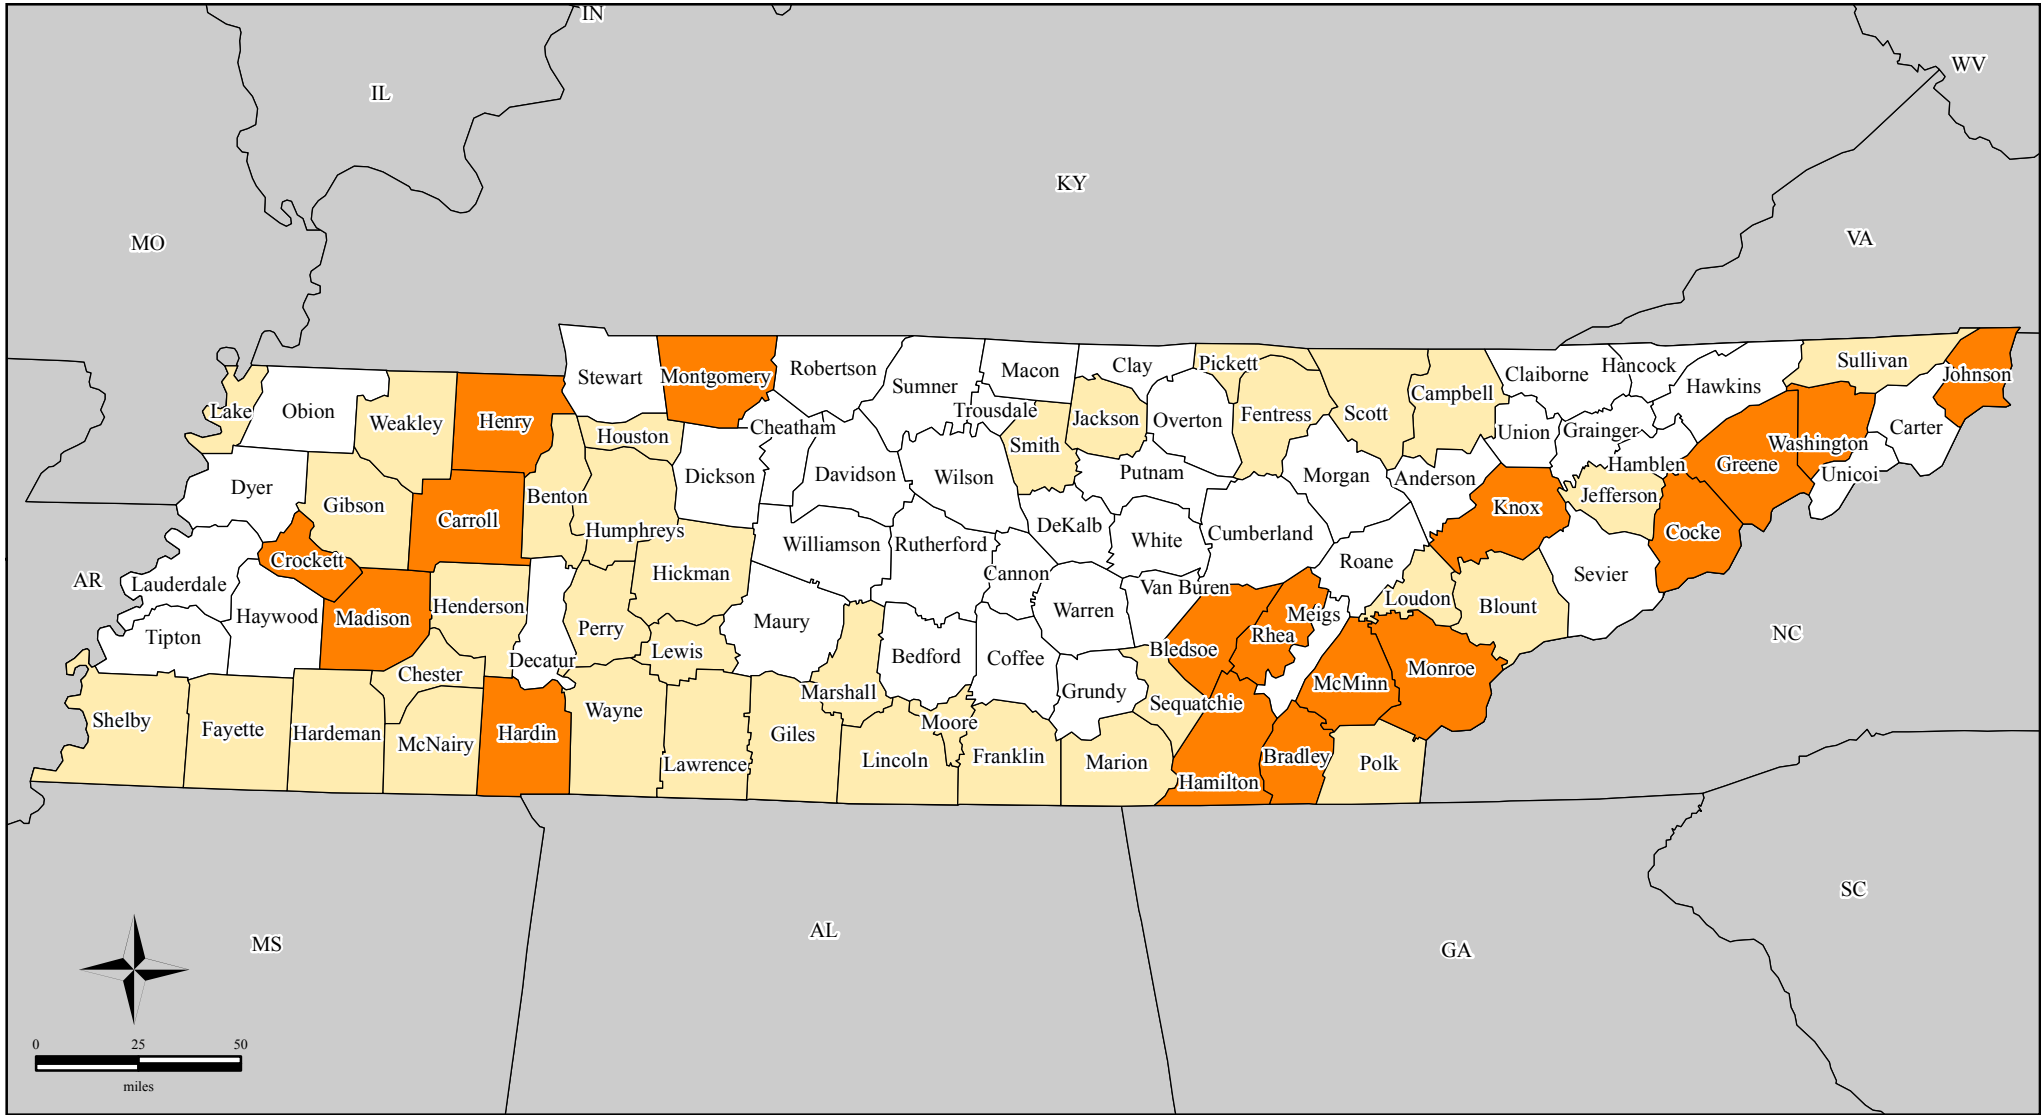 IN
WV
IL
KY
VA
MO
Stewart
Montgomery
Robertson
Sumner
Macon
Clay
Pickett
Sullivan
Johnson
Claiborne
Hancock
Hawkins
Lake
Obion
Weakley
Henry
Houston
Cheatham
Trousdale
Smith
Jackson
Overton
Fentress
Scott
Campbell
Union
Grainger
Hamblen
Greene
Washington
Carter
Unicoi
Dyer
Gibson
Carroll
Benton
Humphreys
Dickson
Davidson
Wilson
Putnam
Morgan
Anderson
Knox
Jefferson
Cocke
Crockett
Williamson
Rutherford
DeKalb
White
Cumberland
Roane
Sevier
AR
Lauderdale
Haywood
Madison
Henderson
Hickman
Cannon
Van Buren
Loudon
Blount
NC
Tipton
Perry
Lewis
Maury
Warren
Meigs
Rhea
Bledsoe
Decatur
Chester
Bedford
Coffee
Grundy
Sequatchie
McMinn
Monroe
Shelby
Fayette
Hardeman
McNairy
Hardin
Wayne
Lawrence
Giles
Marshall
Moore
Lincoln
Franklin
Marion
Hamilton
Bradley
Polk
SC
MS
AL
GA
0 25 50
miles